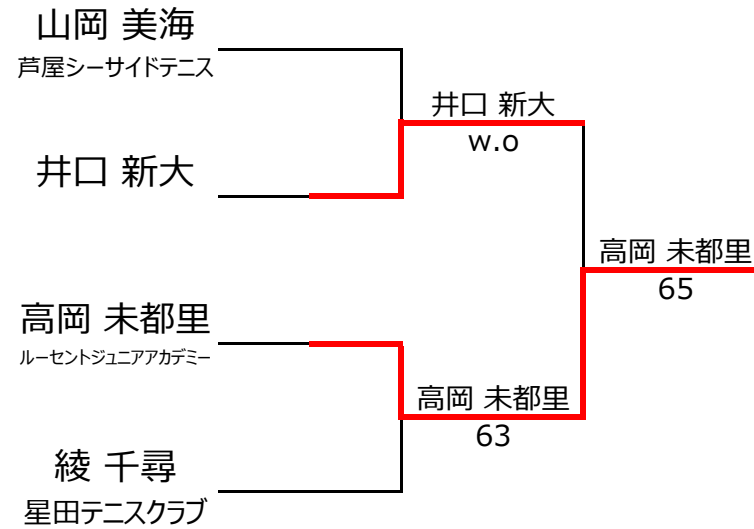 山岡 美海
芦屋シーサイドテニス
井口 新大
w.o
井口 新大
高岡 未都里
65
高岡 未都里
ルーセントジュニアアカデミー
高岡 未都里
63
綾 千尋
星田テニスクラブ